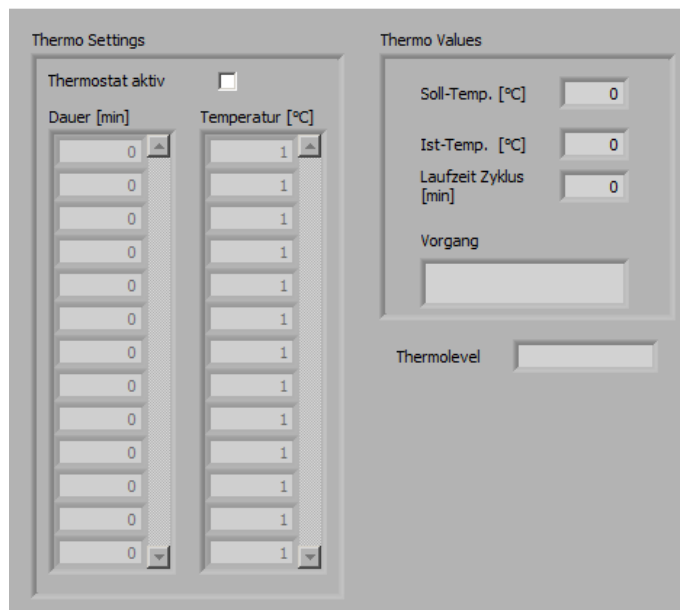 Thermo Settings
Thermostat aktiv
Dauer [min]
Temperatur [°C]
0 1
0 1
0 1
0 1
0 1
0 1
0 1
0 1
0 1
0 1
0 1
0 1
0 1
Thermo Values
Soll-Temp. [°C] 0
Ist-Temp. [°C] 0
Laufzeit Zyklus
[min] 0
Vorgang
Thermolevel